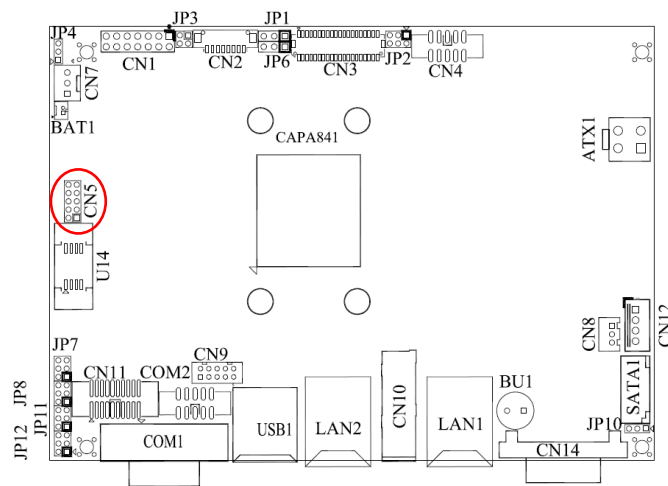 JP4
JP3
JP1
CN7
CN1
CN2
JP6
CN3
JP2
CN4
BAT1
CAPA841
ATX1
CN5
U14
CN8
CN12
JP7
CN11
COM2
CN9
CN10
BU1
SATA1
JP8
JP11
JP12
COM1
USB1
LAN2
LAN1
JP10
CN14